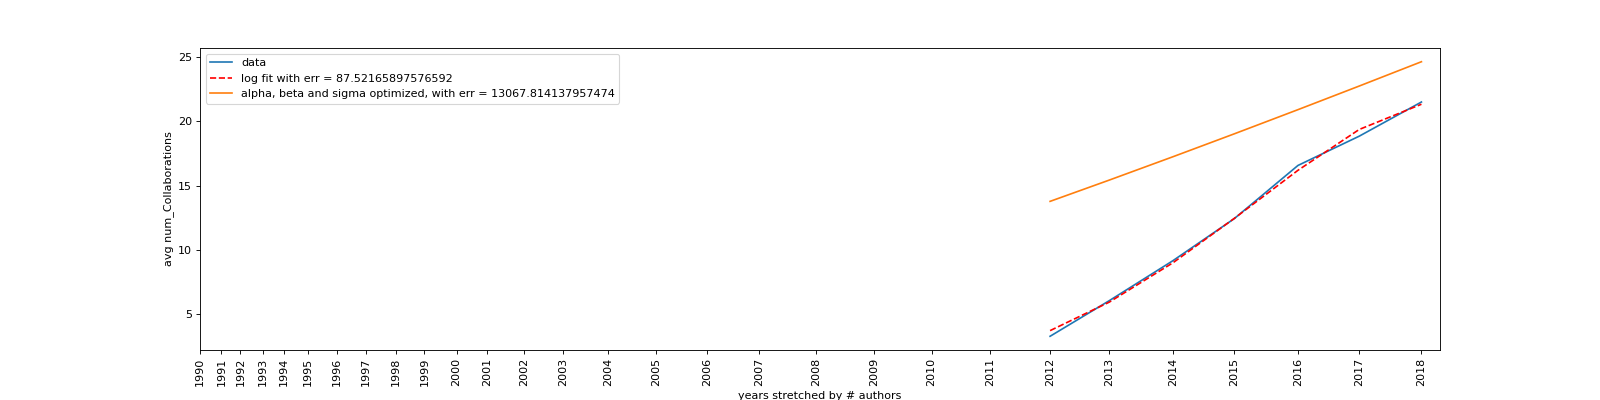 data
log fit with err = 87.52165897576592
alpha, beta and sigma optimized, with err = 13067.814137957474
25
20
15
10
5
avg num_Collaborations
1990 1991 1992 1993 1994 1995 1996 1997 1998 1999 2000 2001 2002 2003 2004 2005 2006 2007 2008 2009 2010 2011 2012 2013 2014 2015 2016 2017 2018
years stretched by # authors